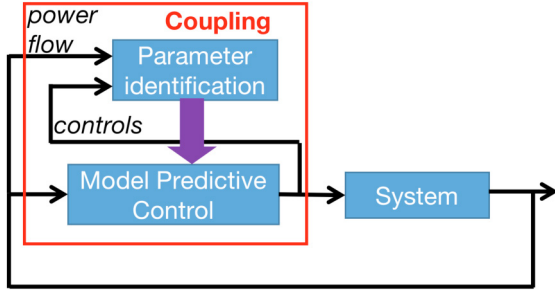 power
flow
Coupling
Parameter
identification
controls
Model Predictive
Control
System